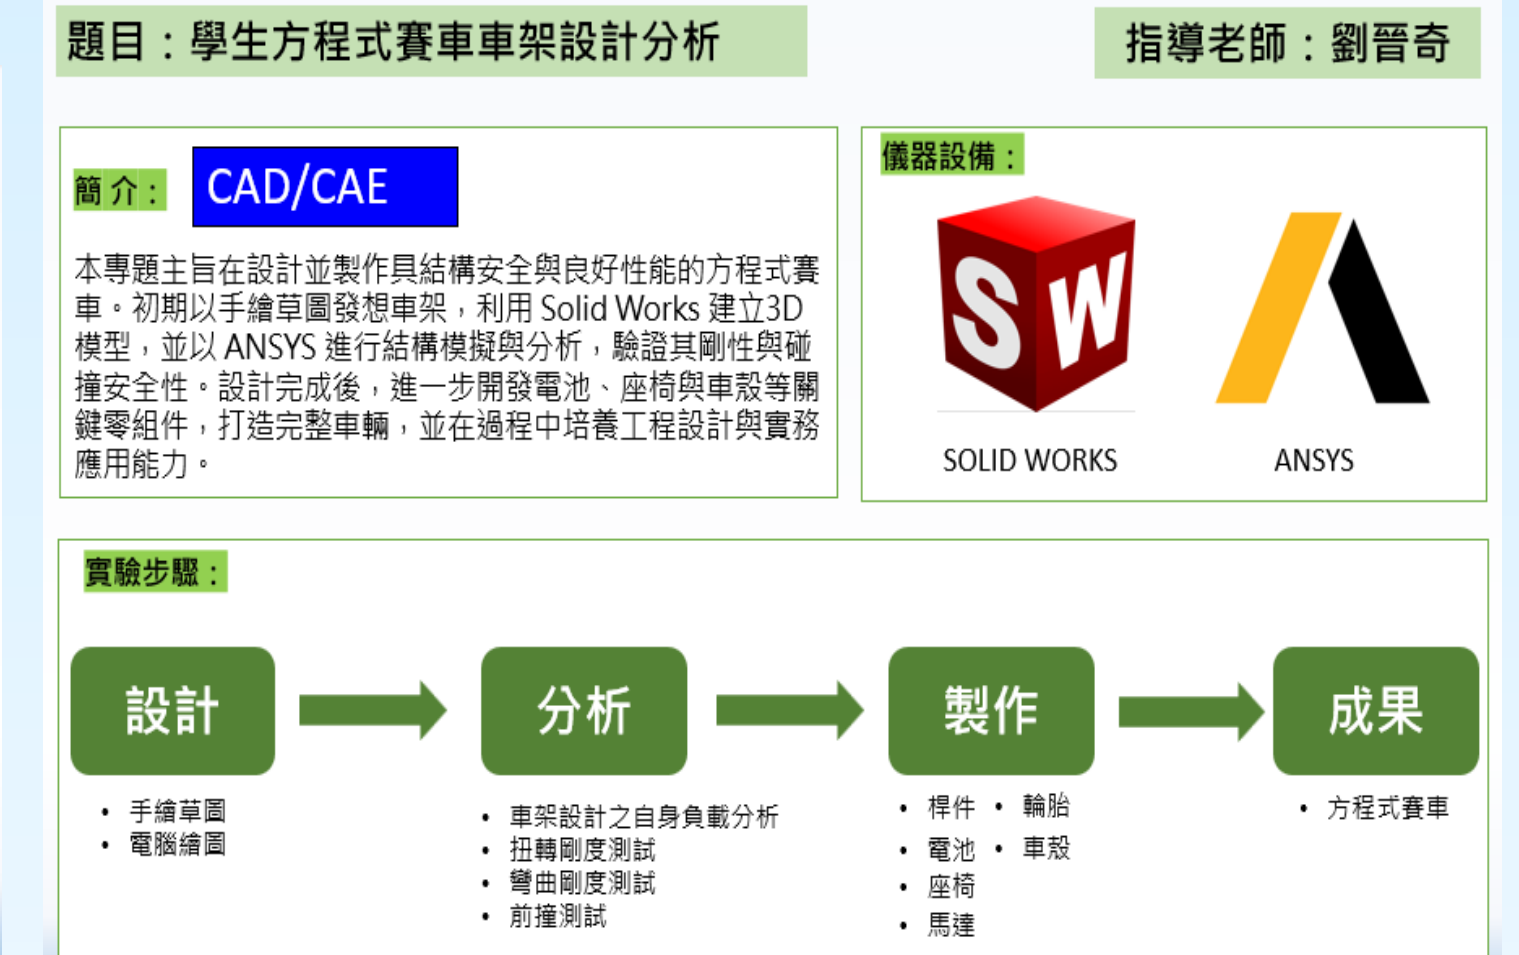 題目：學生方程式賽車車架設計分析
指導老師：劉晉奇
簡介：
CAD/CAE
本專題主旨在設計並製作具結構安全與良好性能的方程式賽
車。初期以手繪草圖發想車架，利用 Solid Works 建立3D
模型，並以 ANSYS 進行結構模擬與分析，驗證其剛性與碰
撞安全性。設計完成後，進一步開發電池、座椅與車殼等關
鍵零組件，打造完整車輛，並在過程中培養工程設計與實務
應用能力。
儀器設備：
SW
SOLID WORKS
ANSYS
實驗步驟：
設計
• 手繪草圖
• 電腦繪圖
分析
• 車架設計之自身負載分析
• 扭轉剛度測試
• 彎曲剛度測試
• 前撞測試
製作
• 桿件 • 輪胎
• 電池 • 車殼
• 座椅
• 馬達
成果
• 方程式賽車